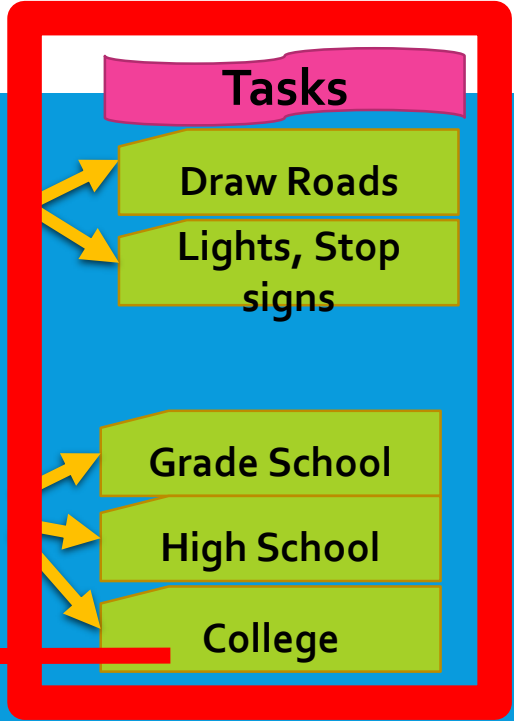 Tasks
Draw Roads
Lights, Stop
signs
Grade School
High School
College